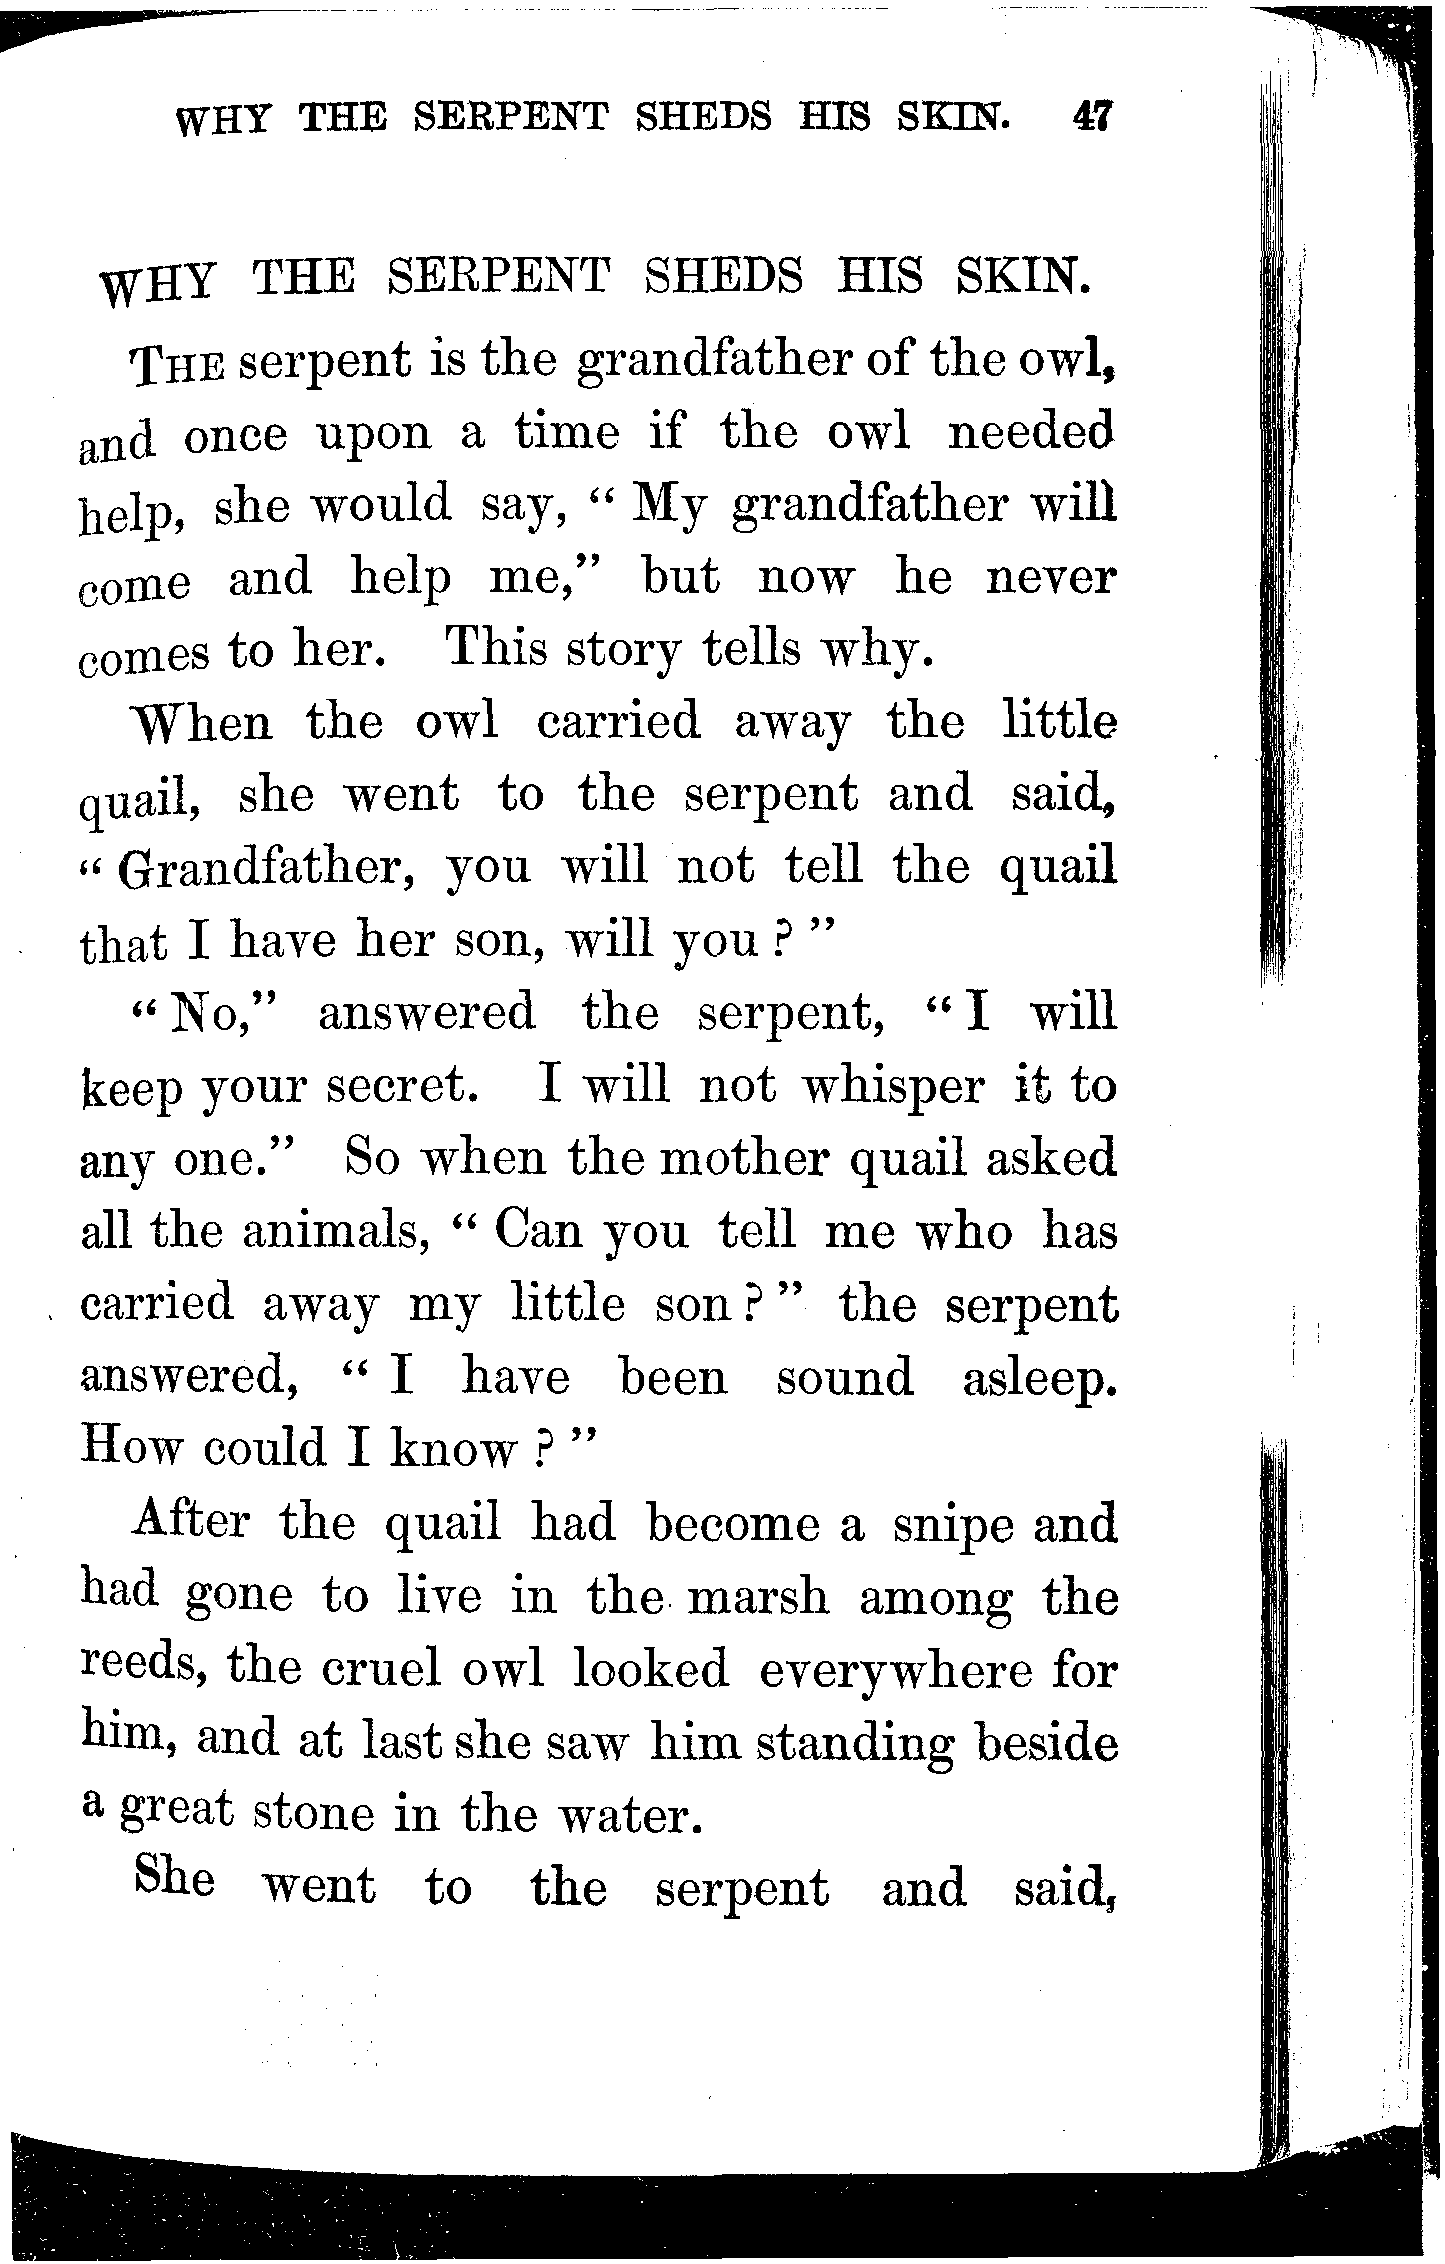 WHY THE SERPENT SHEDS HIS SKIN. 47
WHY THE SERPENT SHEDS HIS SKIN.
THE serpent is the grandfather of the owl,
and once upon a time if the owl needed
help, she would say, “ My grandfather will
come and help me,” but now he never
comes to her. This story tells why.
When the owl carried away the little
quail, she went to the serpent and said,
“ Grandfather, you will not tell the quail
that I have her son, will you ? ”
“ No,” answered the serpent, “ I will
keep your secret. I will not whisper it to
any one.” So when the mother quail asked
all the animals, “ Can you tell me who has
carried away my little son ? ” the serpent
answered, “ I have been sound asleep.
How could I know ? ”
After the quail had become a snipe and
had gone to live in the marsh among the
reeds, the cruel owl looked everywhere for
him, and at last she saw him standing beside
a great stone in the water.
She went to the serpent and said,